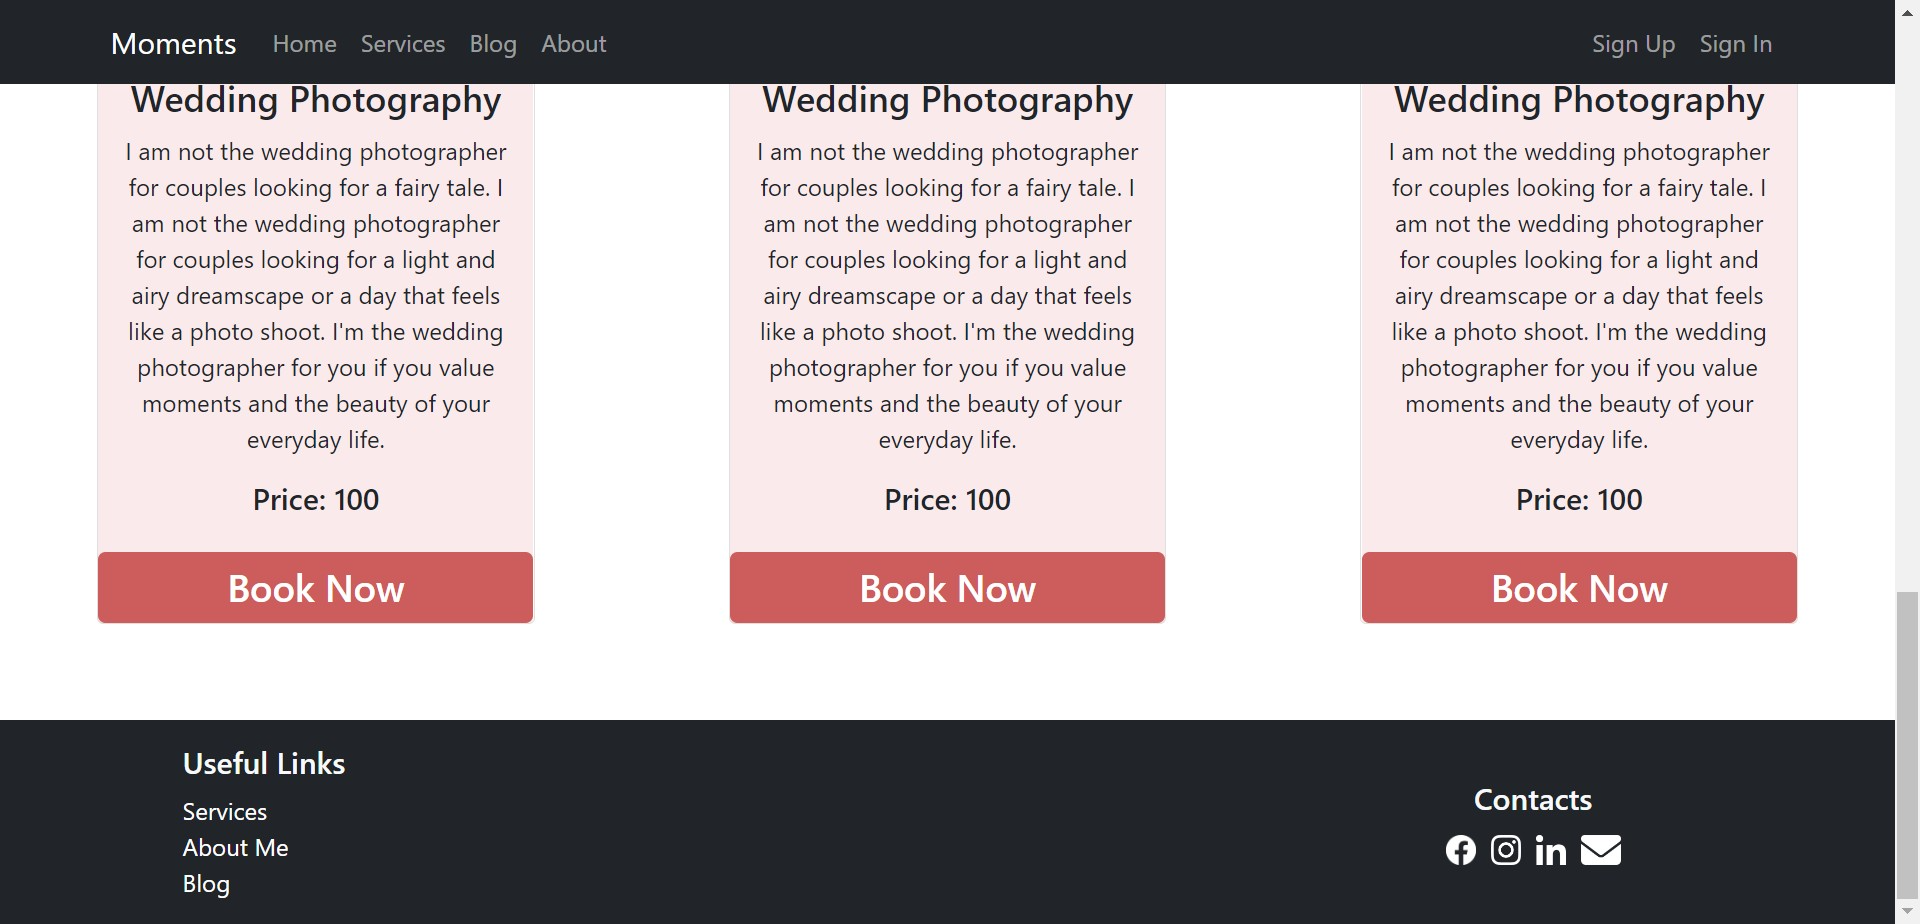 Moments Home Services Blog About Sign Up Sign In
Wedding Photography
I am not the wedding photographer
for couples looking for a fairy tale. I
am not the wedding photographer
for couples looking for a light and
airy dreamscape or a day that feels
like a photo shoot. I'm the wedding
photographer for you if you value
moments and the beauty of your
everyday life.
Price: 100
Book Now
Wedding Photography
I am not the wedding photographer
for couples looking for a fairy tale. I
am not the wedding photographer
for couples looking for a light and
airy dreamscape or a day that feels
like a photo shoot. I'm the wedding
photographer for you if you value
moments and the beauty of your
everyday life.
Price: 100
Book Now
Wedding Photography
I am not the wedding photographer
for couples looking for a fairy tale. I
am not the wedding photographer
for couples looking for a light and
airy dreamscape or a day that feels
like a photo shoot. I'm the wedding
photographer for you if you value
moments and the beauty of your
everyday life.
Price: 100
Book Now
Useful Links
Services
About Me
Blog
Contacts